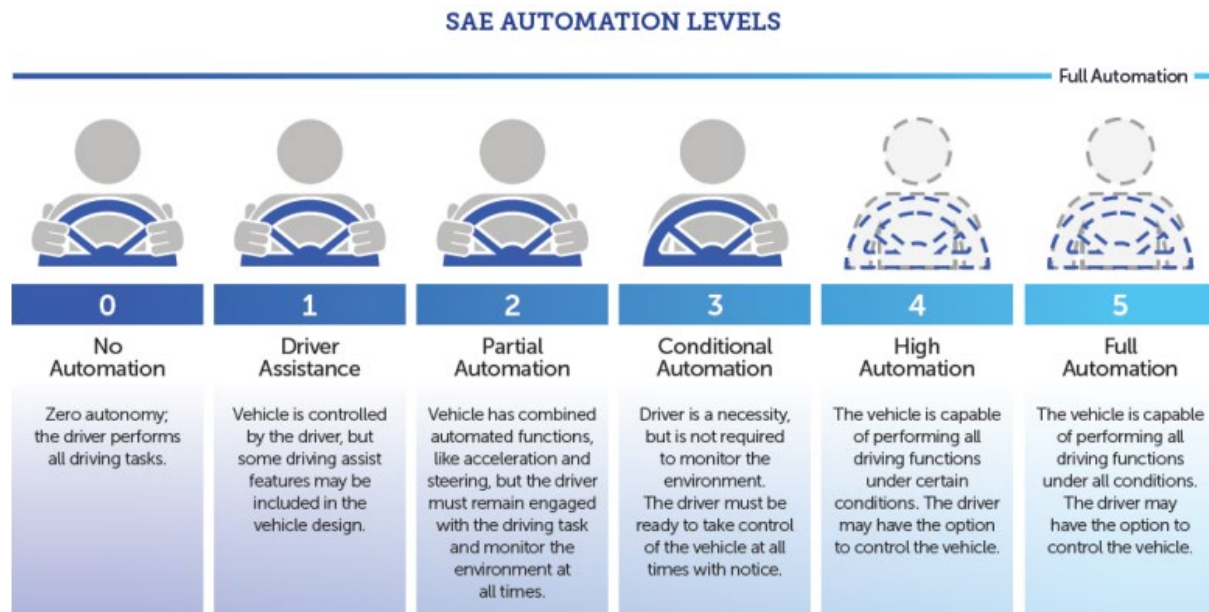 SAE AUTOMATION LEVELS
Full Automation
0
No
Automation
Zero autonomy;
the driver performs
all driving tasks.
1
Driver
Assistance
Vehicle is controlled
by the driver, but
some driving assist
features may be
included in the
vehicle design.
2
Partial
Automation
Vehicle has combined
automated functions,
like acceleration and
steering, but the driver
must remain engaged
with the driving task
and monitor the
environment at
all times.
3
Conditional
Automation
Driver is a necessity,
but is not required
to monitor the
environment.
The driver must be
ready to take control
of the vehicle at all
times with notice.
4
High
Automation
The vehicle is capable
of performing all
driving functions
under certain
conditions. The driver
may have the option
to control the vehicle.
5
Full
Automation
The vehicle is capable
of performing all
driving functions
under all conditions.
The driver may
have the option to
control the vehicle.